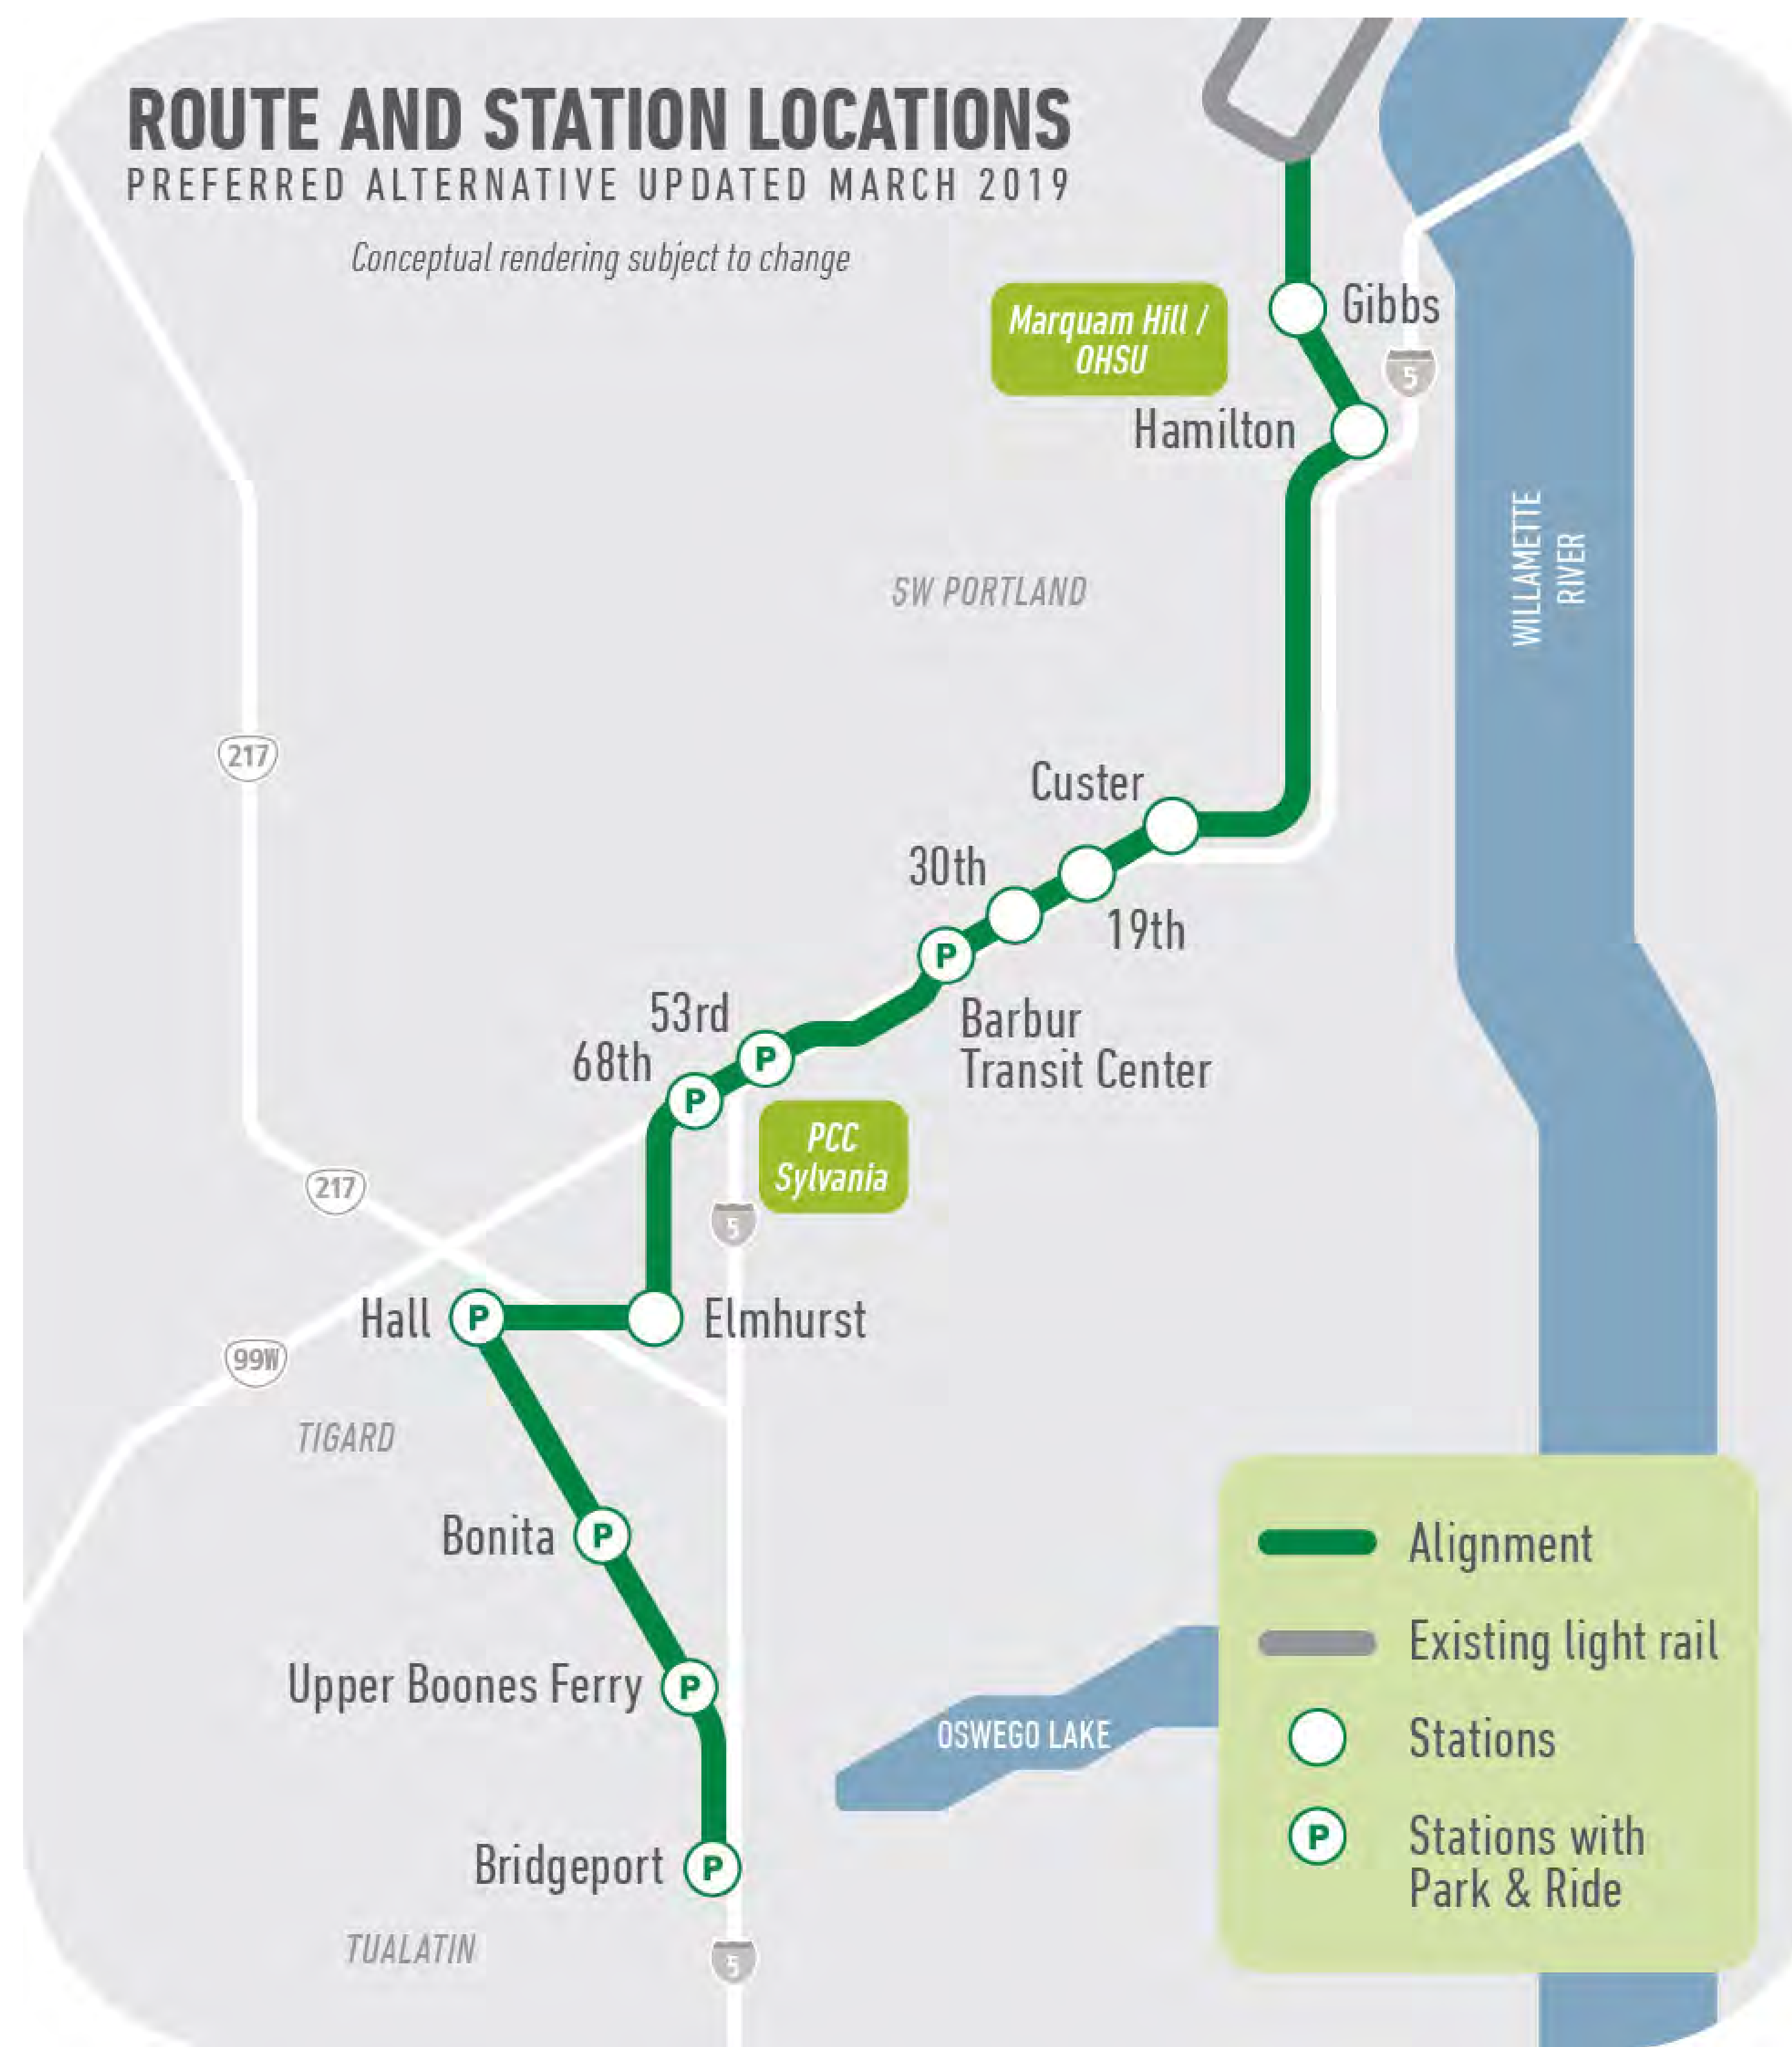 ROUTE AND STATION LOCATIONS
PREFERRED ALTERNATIVE UPDATED MARCH 2019
Conceptual rendering subject to change
Marquam Hill /
OHSU
Gibbs
5
Hamilton
SW PORTLAND
WILLAMETTE
RIVER
217
Custer
30th
19th
P
Barbur
Transit Center
53rd
P
68th
P
PCC
Sylvania
217
5
Hall
P
Elmhurst
99W
TIGARD
Bonita
P
Upper Boones Ferry
P
OSWEGO LAKE
Bridgeport
P
TUALATIN
5
Alignment
Existing light rail
Stations
P
Stations with
Park & Ride